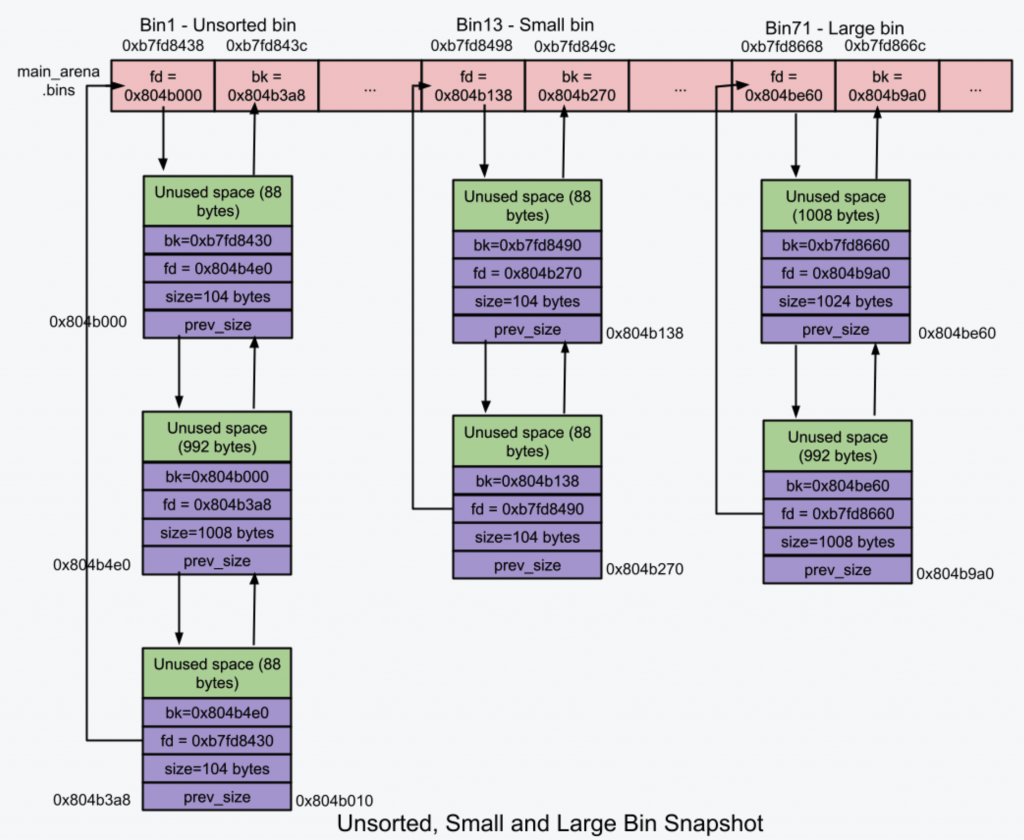 Bin1 - Unsorted bin
0xb7fd8438
0xb7fd843c
Bin13 - Small bin
0xb7fd8498
0xb7fd849c
Bin71 - Large bin
0xb7fd8668
0xb7fd866c
main_arena
.bins
fd =
0x804b000
bk =
0x804b3a8
...
fd =
0x804b138
bk =
0x804b270
...
fd =
0x804be60
bk =
0x804b9a0
...
Unused space (88
bytes)
bk=0xb7fd8430
fd = 0x804b4e0
size=104 bytes
prev_size
0x804b000
Unused space
(992 bytes)
bk=0x804b000
fd = 0x804b3a8
size=1008 bytes
prev_size
0x804b4e0
Unused space (88
bytes)
bk=0x804b4e0
fd = 0xb7fd8430
size=104 bytes
prev_size
0x804b3a8
0x804b010
Unused space (88
bytes)
bk=0xb7fd8490
fd = 0x804b270
size=104 bytes
prev_size
0x804b138
Unused space (88
bytes)
bk=0x804b138
fd = 0xb7fd8490
size=104 bytes
prev_size
0x804b270
Unused space
(1008 bytes)
bk=0xb7fd8660
fd = 0x804b9a0
size=1024 bytes
prev_size
0x804be60
Unused space
(992 bytes)
bk=0x804be60
fd = 0xb7fd8660
size=1008 bytes
prev_size
0x804b9a0
Unsorted, Small and Large Bin Snapshot